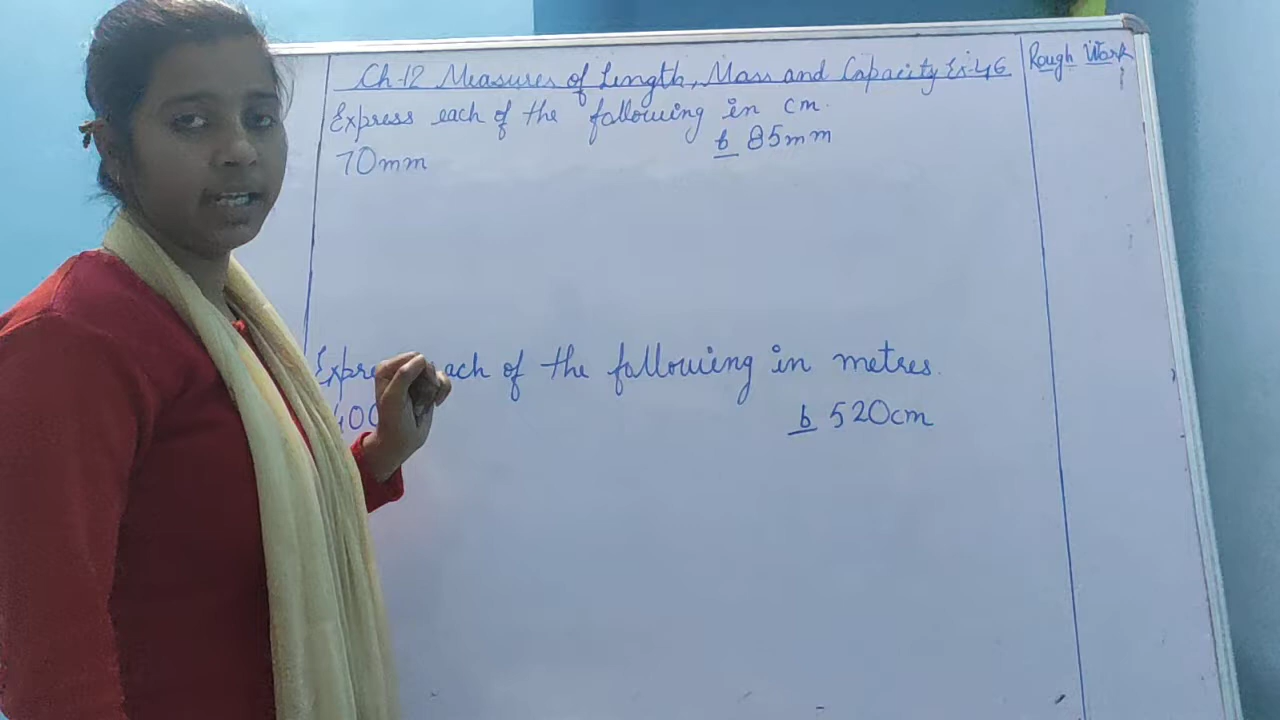 Ch-12 Measures of Length, Mass and Capacity Ex-46
Rough Work
Express each of the following in cm.
70mm
b 85mm
each of the following in metres.
b 520cm